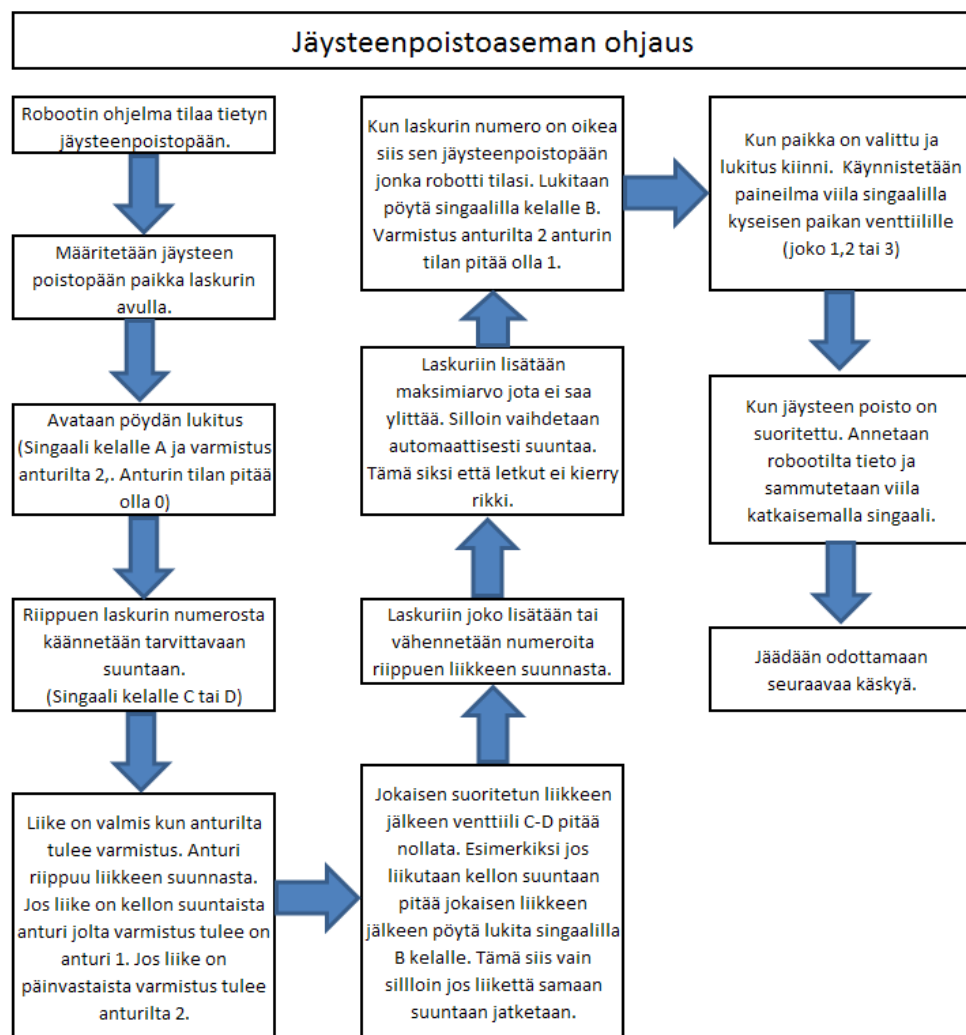 Jäysteenpoistoaseman ohjaus
Robootin ohjelma tilaa tietyn
jäysteenpoistopään.
Määritetään jäysteen
poistopään paikka laskurin
avulla.
Avataan pöydän lukitus
(Singaali kelalle A ja varmistus
anturilta 2,. Anturin tilan pitää
olla 0)
Riippuen laskurin numerosta
käännetään tarvittavaan
suuntaan.
(Singaali kelalle C tai D)
Liike on valmis kun anturilta
tulee varmistus. Anturi
riippuu liikkeen suunnasta.
Jos liike on kellon suuntaista
anturi jolta varmistus tulee on
anturi 1. Jos liike on
päinvastaista varmistus tulee
anturilta 2.
Jokaisen suoritetun liikkeen
jälkeen venttiili C-D pitää
nollata. Esimerkiksi jos
liikutaan kellon suuntaan
pitää jokaisen liikkeen
jälkeen pöytä lukita singaalilla
B kelalle. Tämä siis vain
sillloin jos liikettä samaan
suuntaan jatketaan.
Laskuriin joko lisätään tai
vähennetään numeroita
riippuen liikkeen suunnasta.
Laskuriin lisätään
maksimiarvo jota ei saa
ylittää. Silloin vaihdetaan
automaattisesti suuntaa.
Tämä siksi että letkut ei kierry
rikki.
Kun laskurin numero on oikea
siis sen jäysteenpoistopään
jonka robotti tilasi. Lukitaan
pöytä singaalilla kelalle B.
Varmistus anturilta 2 anturin
tilan pitää olla 1.
Kun paikka on valittu ja
lukitus kiinni.  Käynnistetään
paineilma viila singaalilla
kyseisen paikan venttiilille
(joko 1,2 tai 3)
Kun jäysteen poisto on
suoritettu. Annetaan
robootilta tieto ja
sammutetaan viila
katkaisemalla singaali.
Jäädään odottamaan
seuraavaa käskyä.